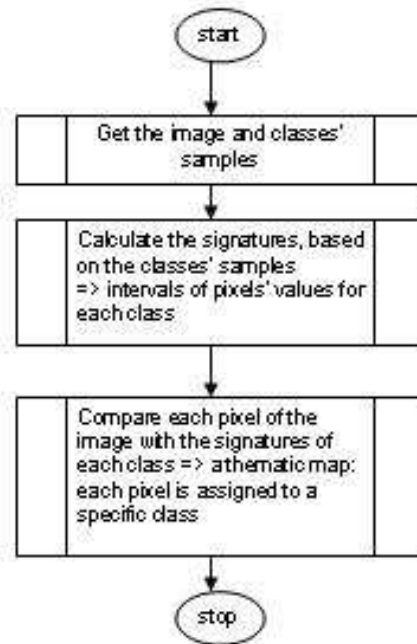 start
Get the image and classes'
samples
Calculate the signatures, based
on the classes' samples
=> intervals of pixels' values for
each class
Compare each pixel of the
image with the signatures of
each class => a thematic map:
each pixel is assigned to a
specific class
stop